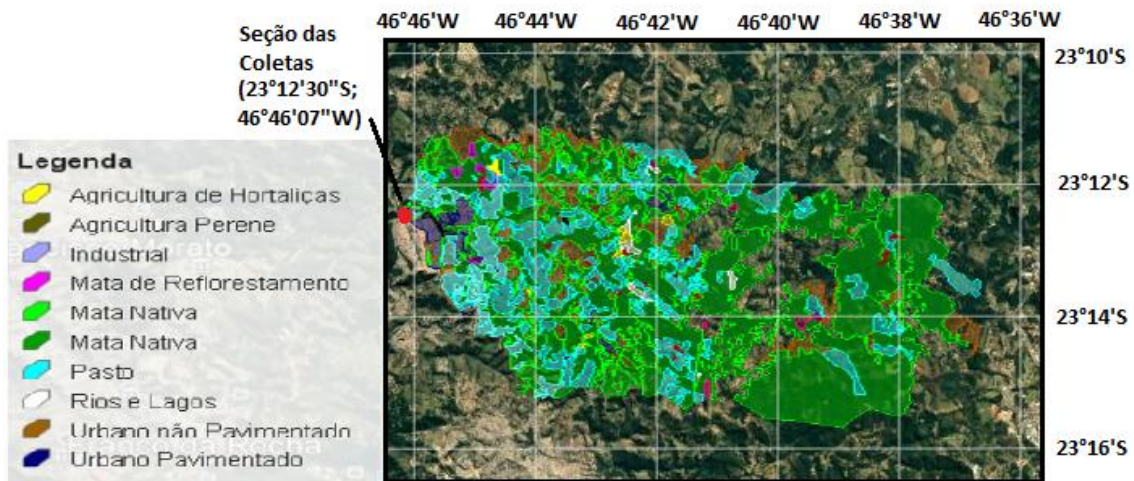 46°46'W 46°44'W 46°42'W 46°40'W 46°38'W 46°36'W
Seção das
Coletas
(23°12'30"S;
46°46'07"W)
23°10'S
23°12'S
23°14'S
23°16'S
Legenda
Agricultura de Hortaliças
Agricultura Perene
Industrial
Mata de Reflorestamento
Mata Nativa
Mata Nativa
Pasto
Rios e Lagos
Urbano não Pavimentado
Urbano Pavimentado